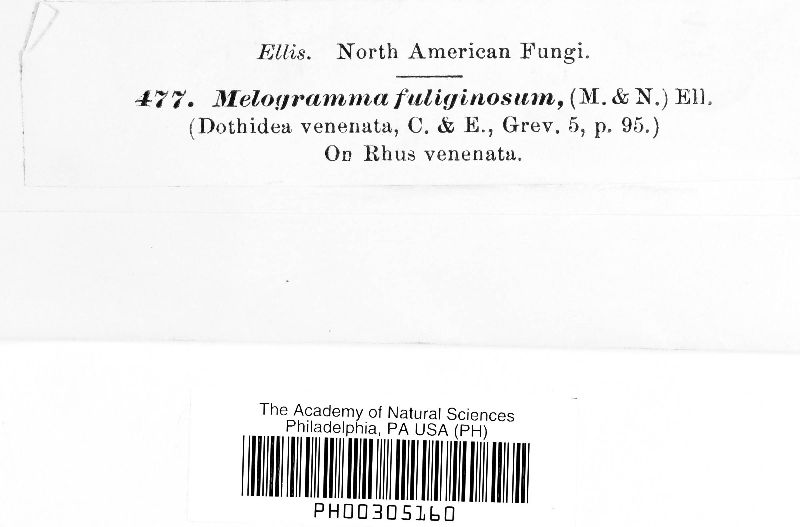 Ellis. North American Fungi.
477. Melogramma fuliginosum, (M. & N.) Ell.
(Dothidea venenata, C. & E., Grev. 5, p. 95.)
On Rhus venenata.
The Academy of Natural Sciences
Philadelphia, PA USA (PH)
PH00305160